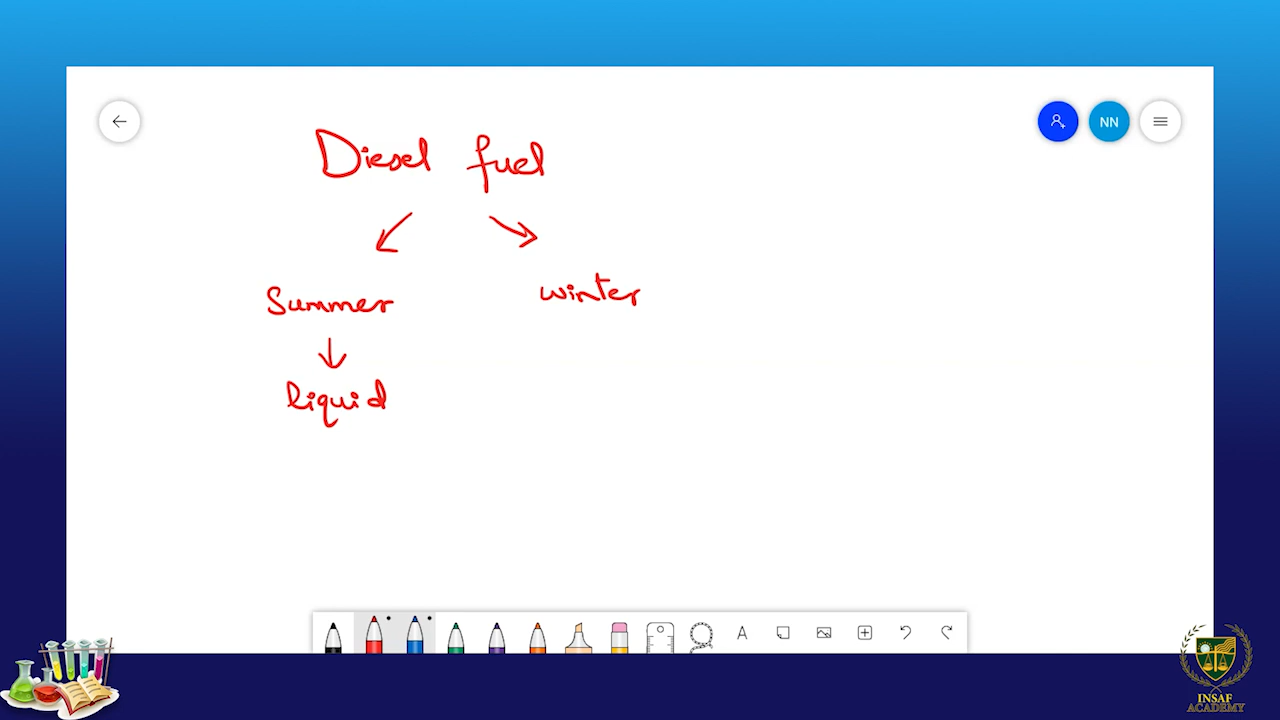 Diesel fuel
Summer winter
liquid
NN
A
INSAF
ACADEMY